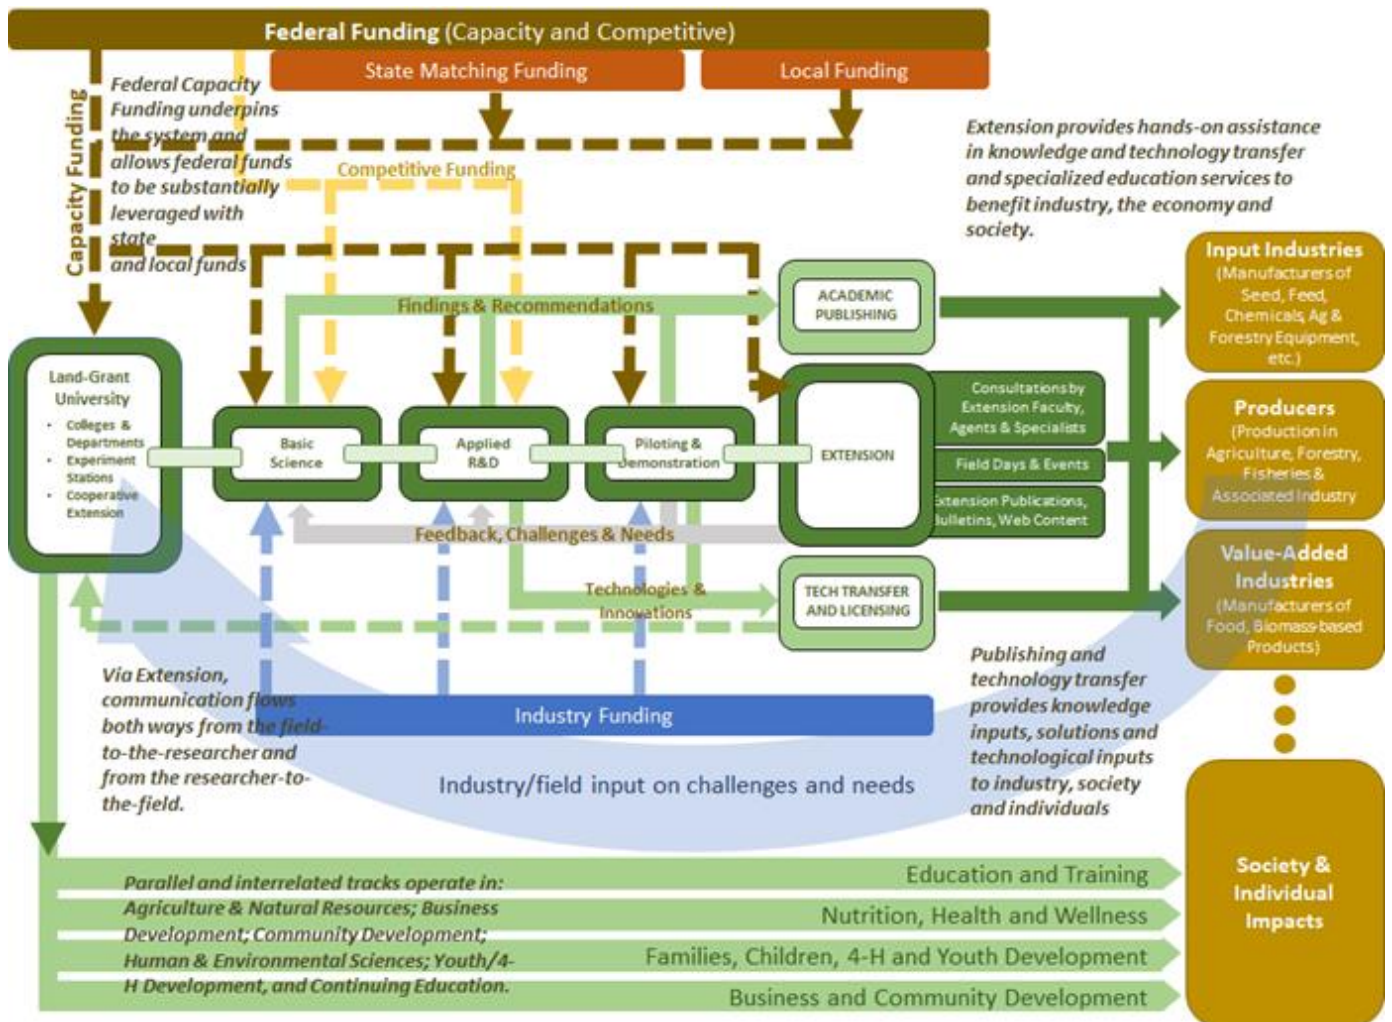 Federal Funding (Capacity and Competitive)
State Matching Funding
Local Funding
Capacity Funding
Federal Capacity
Funding underpins
the system and
allows federal funds
to be substantially
leveraged with
state
and local funds
Competitive Funding
Extension provides hands-on assistance
in knowledge and technology transfer
and specialized education services to
benefit industry, the economy and
society.
Findings & Recommendations
ACADEMIC
PUBLISHING
Input Industries
(Manufacturers of
Seed, Feed,
Chemicals, Ag &
Forestry Equipment,
etc.)
Land-Grant
University
• Colleges &
Departments
• Experiment
Stations
• Cooperative
Extension
Basic
Science
Applied
R&D
Piloting &
Demonstration
EXTENSION
Consultations by
Extension Faculty,
Agents & Specialists
Field Days & Events
Extension Publications,
Bulletins, Web Content
Producers
(Production in
Agriculture, Forestry,
Fisheries &
Associated Industry
Feedback, Challenges & Needs
Technologies &
Innovations
TECH TRANSFER
AND LICENSING
Value-Added
Industries
(Manufacturers of
Food, Biomass-based
Products)
Via Extension,
communication flows
both ways from the field-
to-the-researcher and
from the researcher-to-
the-field.
Industry Funding
Industry/field input on challenges and needs
Publishing and
technology transfer
provides knowledge
inputs, solutions and
technological inputs
to industry, society
and individuals
Society &
Individual
Impacts
Parallel and interrelated tracks operate in:
Agriculture & Natural Resources; Business
Development; Community Development;
Human & Environmental Sciences; Youth/4-
H Development, and Continuing Education.
Education and Training
Nutrition, Health and Wellness
Families, Children, 4-H and Youth Development
Business and Community Development